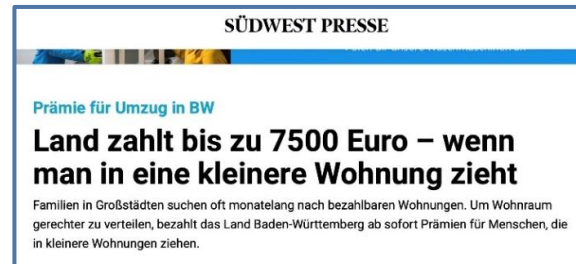 SÜDWEST PRESSE
Prämie für Umzug in BW
Land zahlt bis zu 7500 Euro – wenn
man in eine kleinere Wohnung zieht
Familien in Großstädten suchen oft monatelang nach bezahlbaren Wohnungen. Um Wohnraum
gerechter zu verteilen, bezahlt das Land Baden-Württemberg ab sofort Prämien für Menschen, die
in kleinere Wohnungen ziehen.